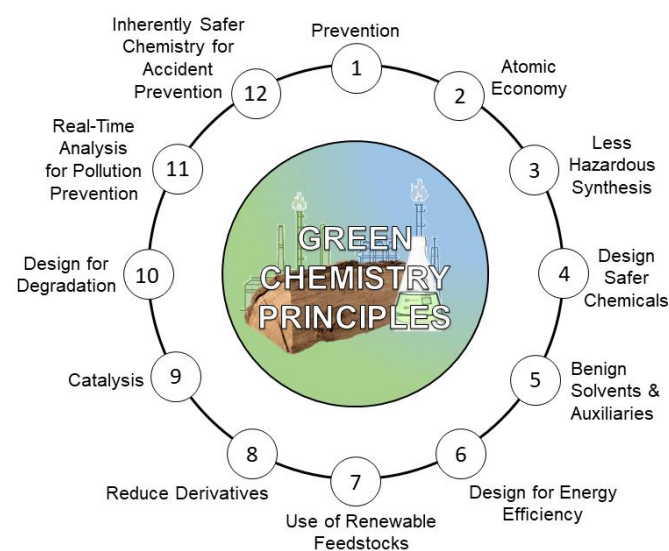 GREEN
CHEMISTRY
PRINCIPLES
1
Prevention
2
Atomic
Economy
3
Less
Hazardous
Synthesis
4
Design
Safer
Chemicals
5
Benign
Solvents &
Auxiliaries
6
Design for Energy
Efficiency
7
Use of Renewable
Feedstocks
8
Reduce Derivatives
9
Catalysis
10
Design for
Degradation
11
Real-Time
Analysis
for Pollution
Prevention
12
Inherently Safer
Chemistry for
Accident
Prevention